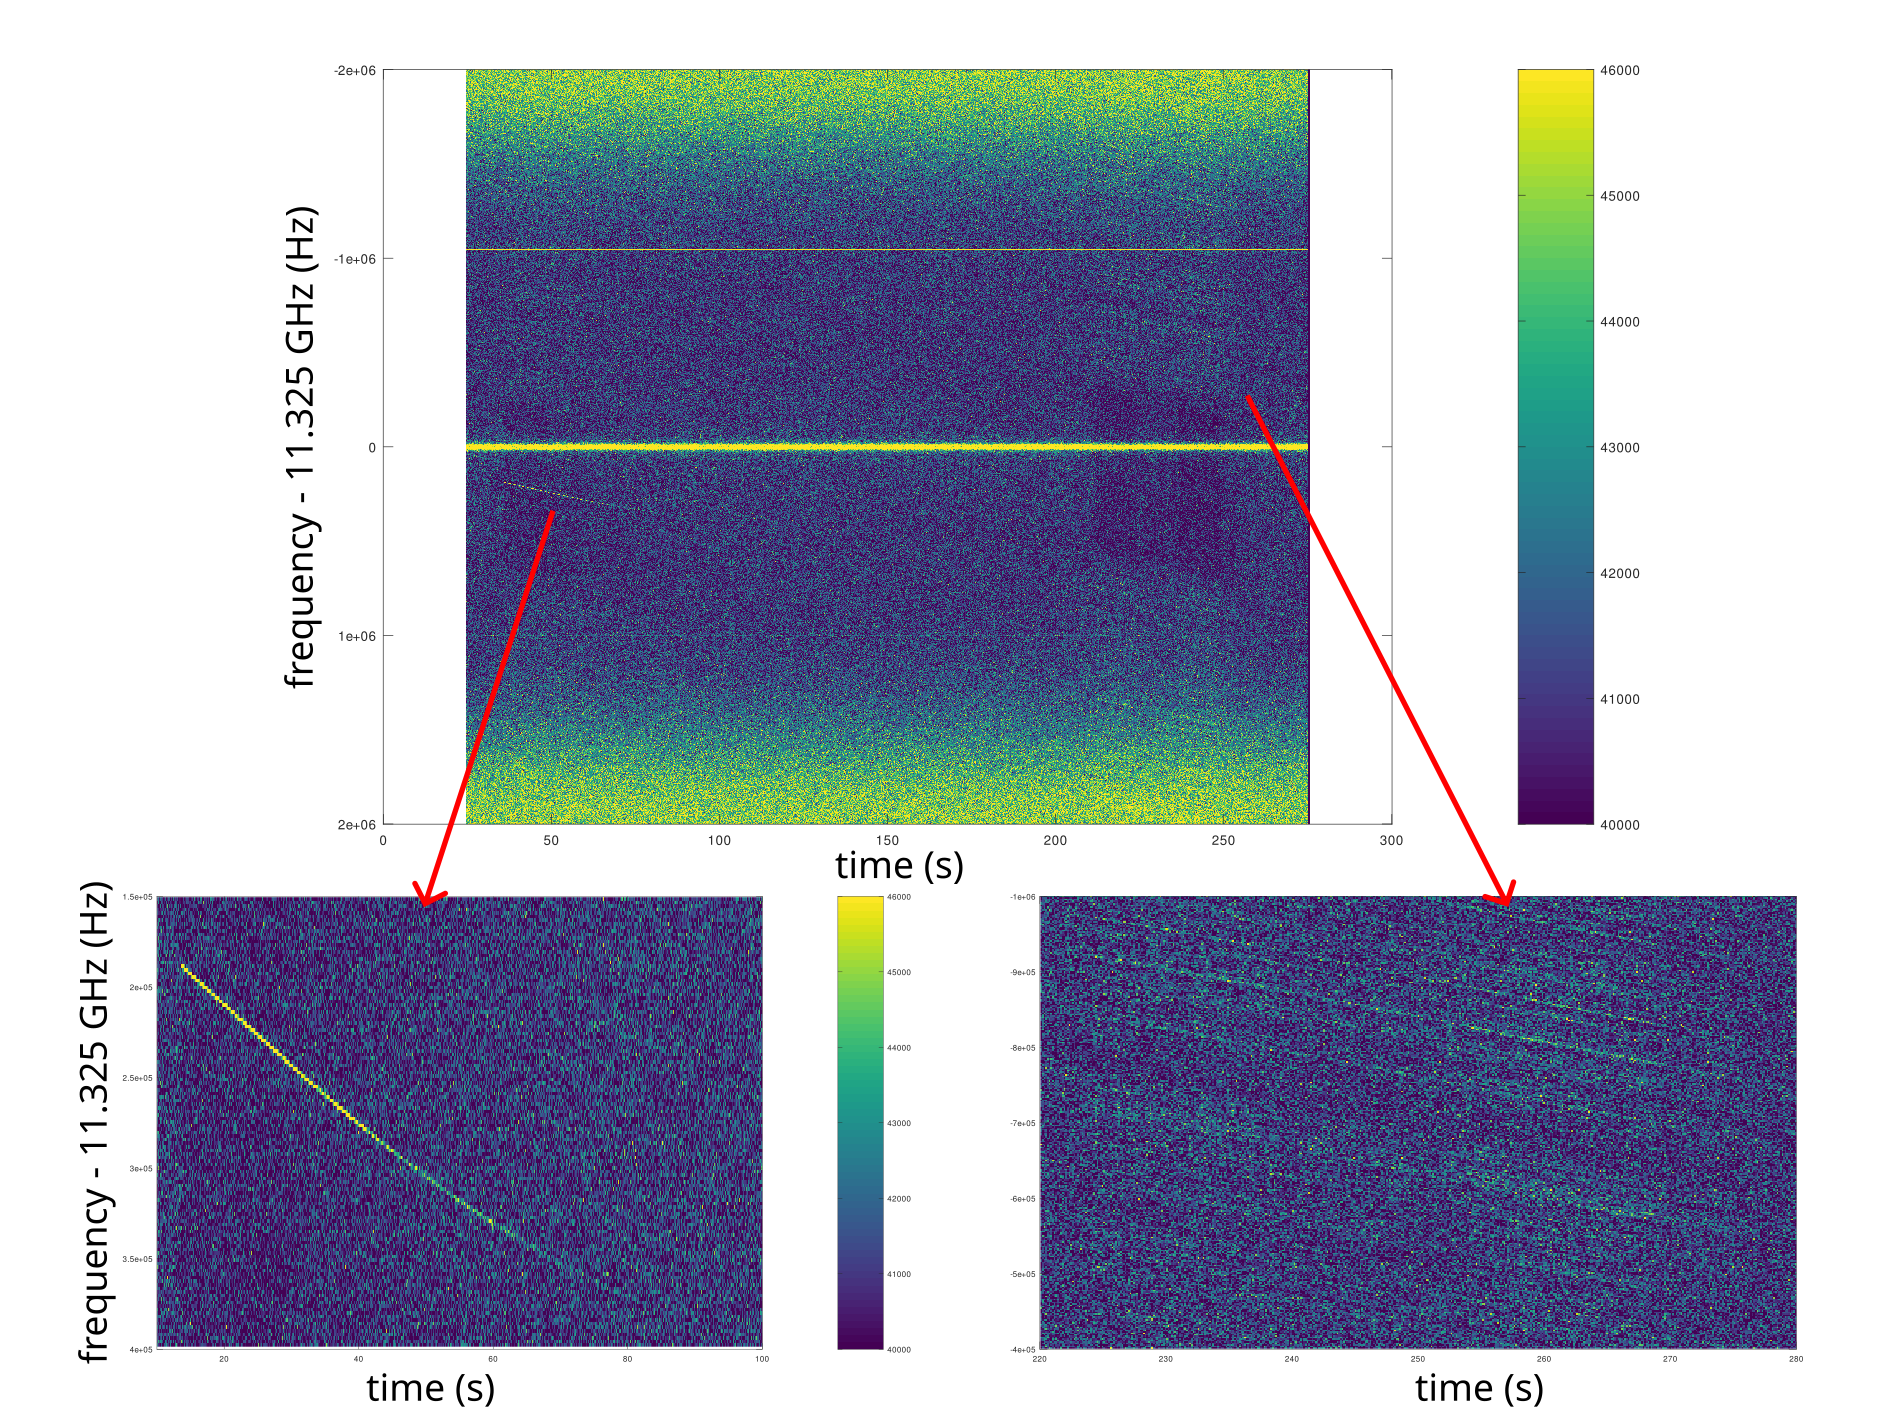 -2e+06
-1e+06
0
1e+06
2e+06
frequency - 11.325 GHz (Hz)
0
50
100
150
200
250
300
time (s)
46000
45000
44000
43000
42000
41000
40000
1.5e+05
2e+05
2.5e+05
3e+05
3.5e+05
4e+05
frequency - 11.325 GHz (Hz)
20
40
60
80
100
time (s)
46000
45000
44000
43000
42000
41000
40000
-1e+06
-9e+05
-8e+05
-7e+05
-6e+05
-5e+05
-4e+05
220
230
240
250
260
270
280
time (s)